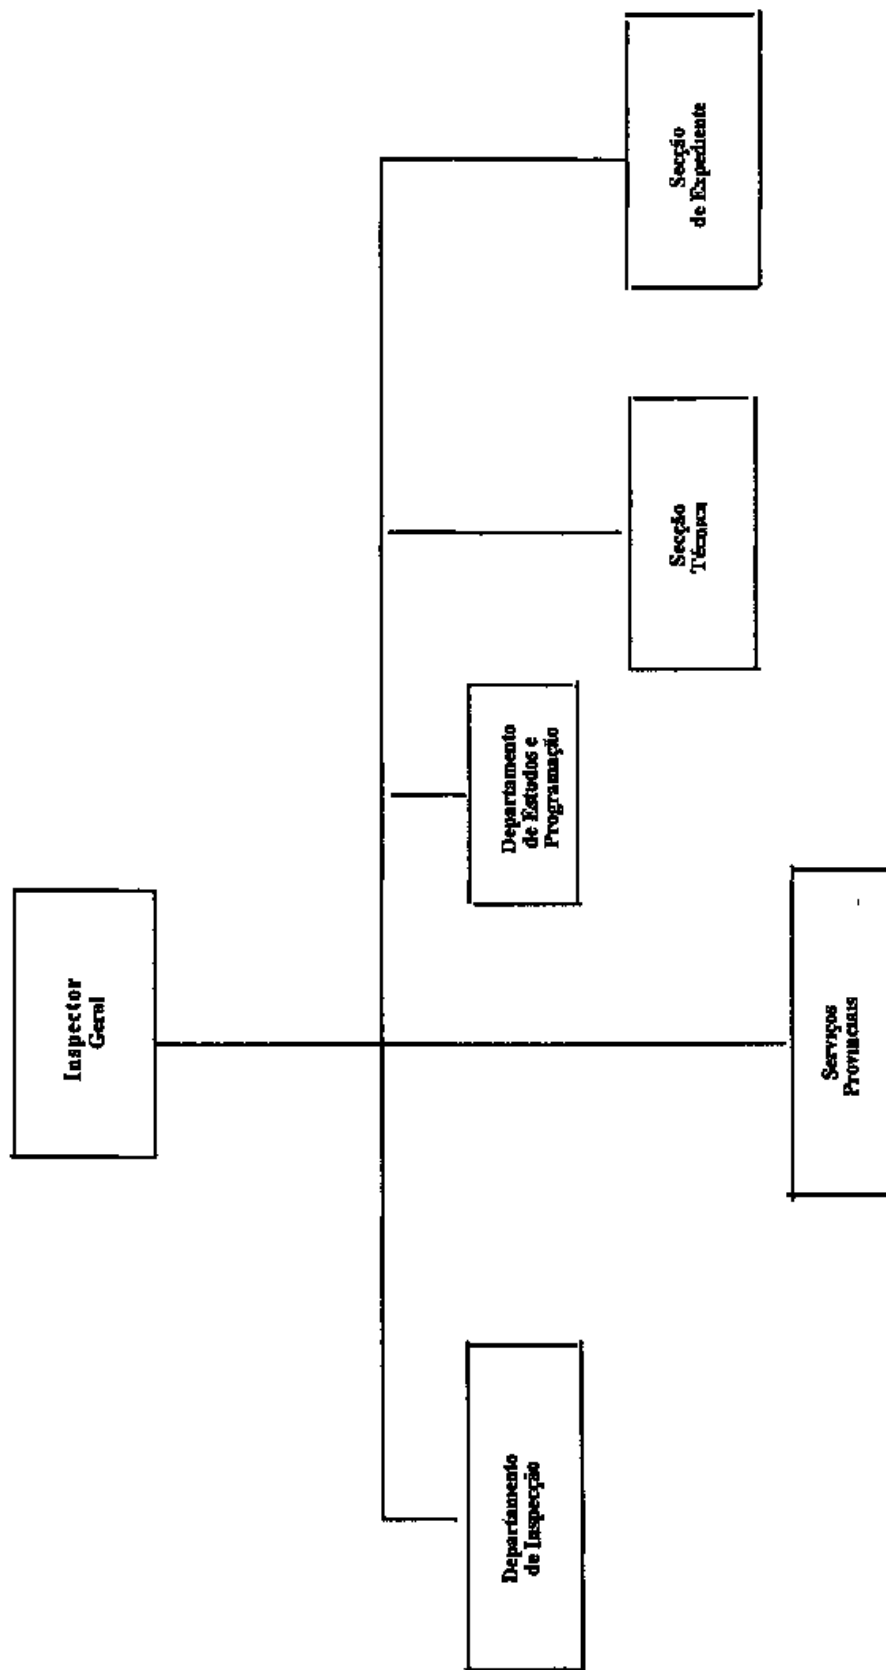 Inspector
Geral
Departamento
de Inspecção
Departamento
de Estudos e
Programação
Secção
Técnica
Secção
de Expediente
Serviços
Provinciais